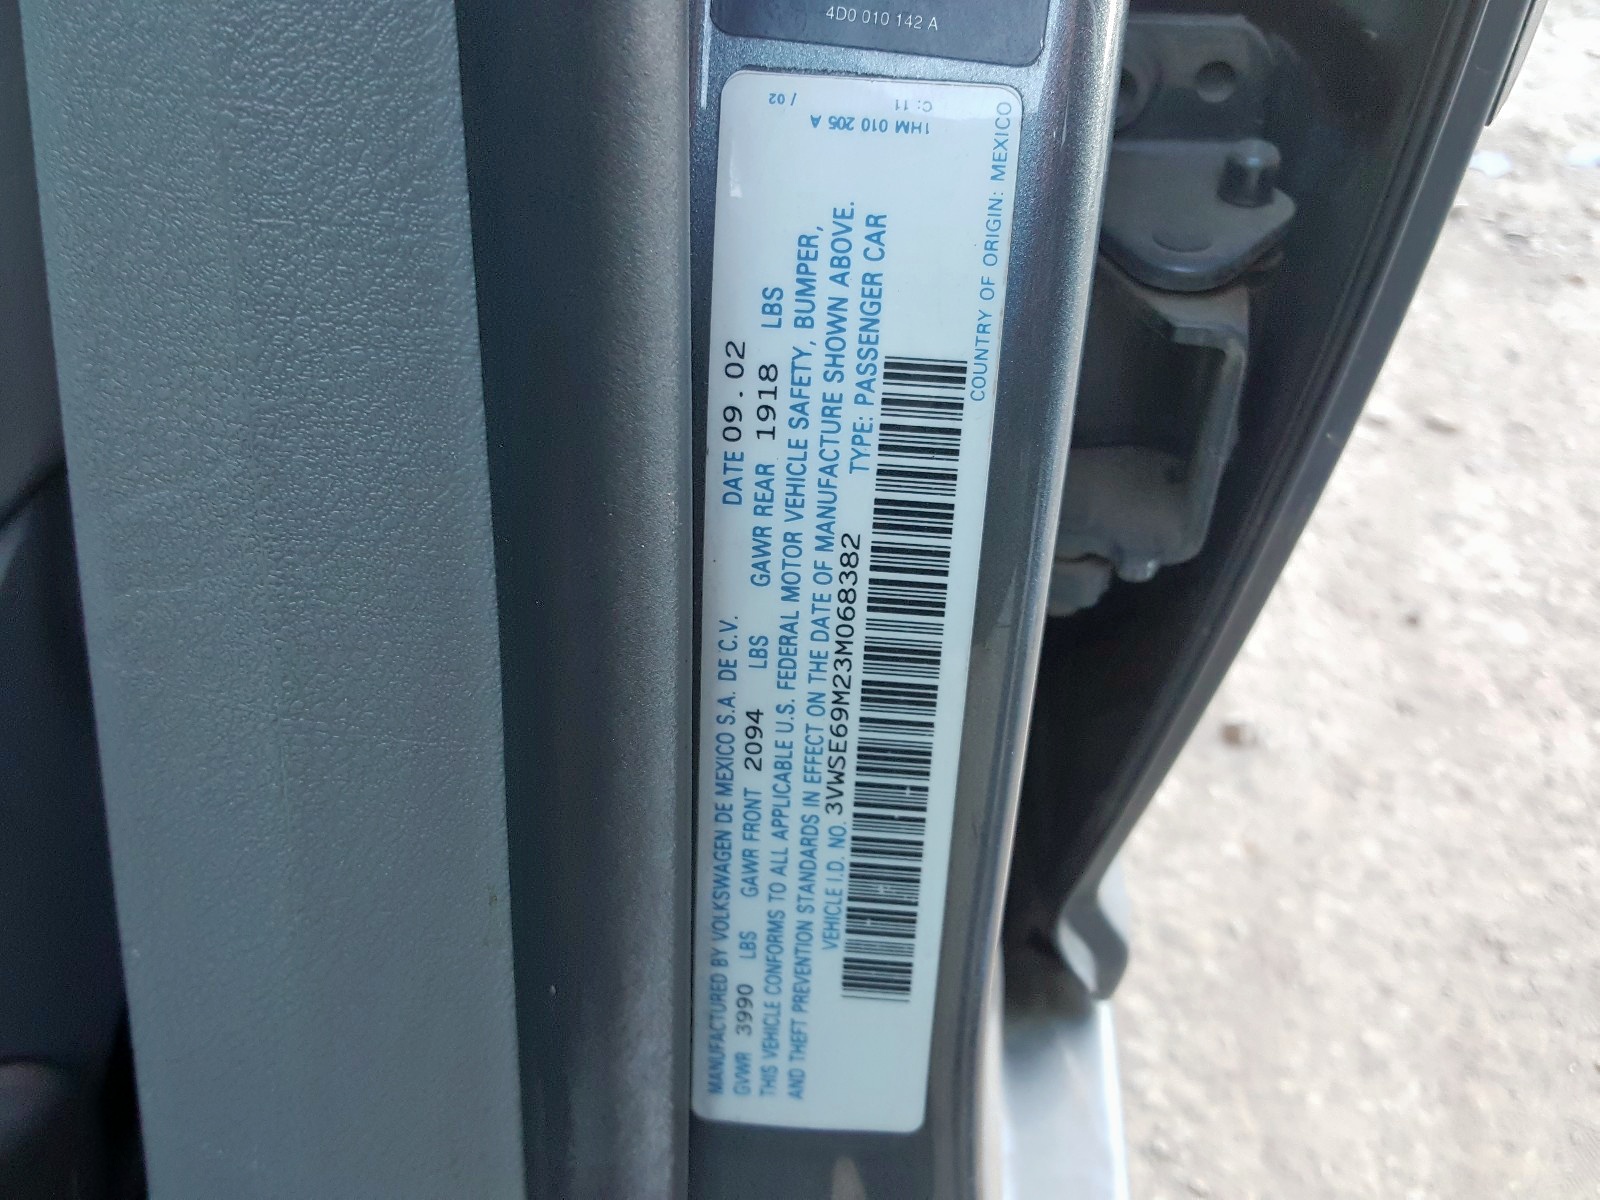 4D0 010 142 A
1HM 010 205 A
C: 11 / 02
MANUFACTURED BY VOLKSWAGEN DE MEXICO S.A. DE C.V. DATE 09.02
GVWR 3990 LBS GAWR FRONT 2094 LBS GAWR REAR 1918 LBS
THIS VEHICLE CONFORMS TO ALL APPLICABLE U.S. FEDERAL MOTOR VEHICLE SAFETY, BUMPER,
AND THEFT PREVENTION STANDARDS IN EFFECT ON THE DATE OF MANUFACTURE SHOWN ABOVE.
VEHICLE I.D. NO. 3VWSE69M23M068382 TYPE: PASSENGER CAR
COUNTRY OF ORIGIN: MEXICO